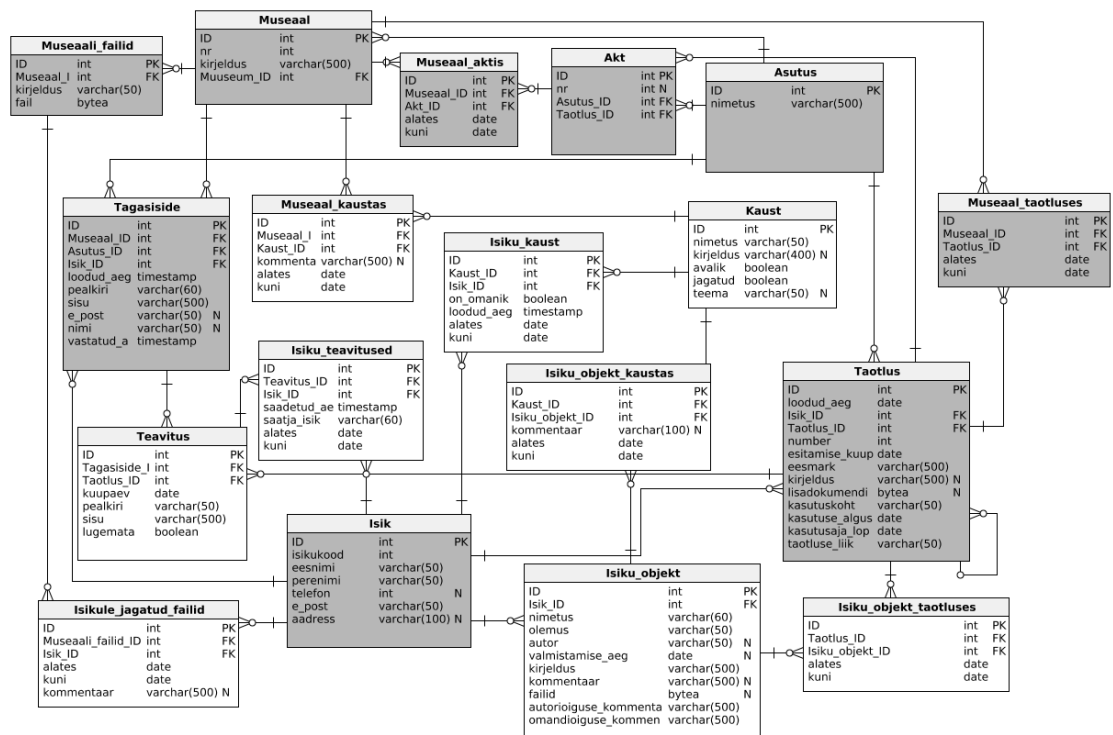 Museaal
ID int PK
nr int
kirjeldus varchar(500)
Muuseum_ID int FK
Museaali_failid
ID int PK
Museaal_I int FK
kirjeldus varchar(50)
fail bytea
Museaal_aktis
ID int PK
Museaal_ID int FK
Akt_ID int FK
alates date
kuni date
Akt
ID int PK
nr int N
Asutus_ID int FK
Taotlus_ID int FK
Asutus
ID int PK
nimetus varchar(500)
Tagasiside
ID int PK
Museaal_ID int FK
Asutus_ID int FK
Isik_ID int FK
loodud_aeg timestamp
pealkiri varchar(60)
sisu varchar(500)
e_post varchar(50) N
nimi varchar(50) N
vastatud_a timestamp
Museaal_kaustas
ID int PK
Museaal_I int FK
Kaust_ID int FK
kommenta varchar(500) N
alates date
kuni date
Isiku_kaust
ID int PK
Kaust_ID int FK
Isik_ID int FK
on_omanik boolean
loodud_aeg timestamp
alates date
kuni date
Kaust
ID int PK
nimetus varchar(50)
kirjeldus varchar(400) N
avalik boolean
jagatud boolean
teema varchar(50) N
Museaal_taotluses
ID int PK
Museaal_ID int FK
Taotlus_ID int FK
alates date
kuni date
Isiku_teavitused
ID int PK
Teavitus_ID int FK
Isik_ID int FK
saadetud_ae timestamp
saatja_isik varchar(60)
alates date
kuni date
Isiku_objekt_kaustas
ID int PK
Kaust_ID int FK
Isiku_objekt_ID int FK
kommentaar varchar(100) N
alates date
kuni date
Taotlus
ID int PK
loodud_aeg date
Isik_ID int FK
Taotlus_ID int FK
number int
esitamise_kuup date
eesmark varchar(500)
kirjeldus varchar(500) N
lisadokumendi bytea N
kasutuskoht varchar(50)
kasutuse_algus date
kasutusaja_lop date
taotluse_liik varchar(50)
Teavitus
ID int PK
Tagasiside_I int FK
Taotlus_ID int FK
kuupaev date
pealkiri varchar(50)
sisu varchar(500)
lugemata boolean
Isik
ID int PK
isikukood int
eesnimi varchar(50)
perenimi varchar(50)
telefon int N
e_post varchar(50)
aadress varchar(100) N
Isiku_objekt
ID int PK
Isik_ID int FK
nimetus varchar(60)
olemus varchar(50)
autor varchar(50) N
valmistamise_aeg date N
kirjeldus varchar(500)
kommentaar varchar(500) N
failid bytea N
autorioiguse_kommenta varchar(500)
omandioiguse_kommen varchar(500)
Isikule_jagatud_failid
ID int PK
Museaali_failid_ID int FK
Isik_ID int FK
alates date
kuni date
kommentaar varchar(500) N
Isiku_objekt_taotluses
ID int PK
Taotlus_ID int FK
Isiku_objekt_ID int FK
alates date
kuni date